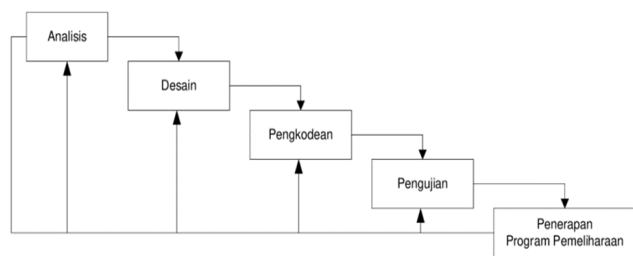 Analisis
Desain
Pengkodean
Pengujian
Penerapan
Program Pemeliharaan